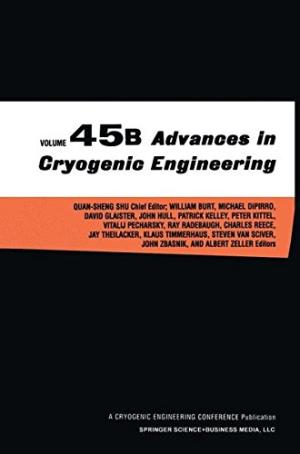 VOLUME 45B Advances in
Cryogenic Engineering
QUAN-SHENG SHU Chief Editor; WILLIAM BURT, MICHAEL DIPIRRO,
DAVID GLAISTER, JOHN HULL, PATRICK KELLEY, PETER KITTEL,
VITALIJ PECHARSKY, RAY RADEBAUGH, CHARLES REECE,
JAY THEILACKER, KLAUS TIMMERHAUS, STEVEN VAN SCIVER,
JOHN ZBASNIK, AND ALBERT ZELLER Editors
A CRYOGENIC ENGINEERING CONFERENCE Publication
SPRINGER SCIENCE+BUSINESS MEDIA, LLC